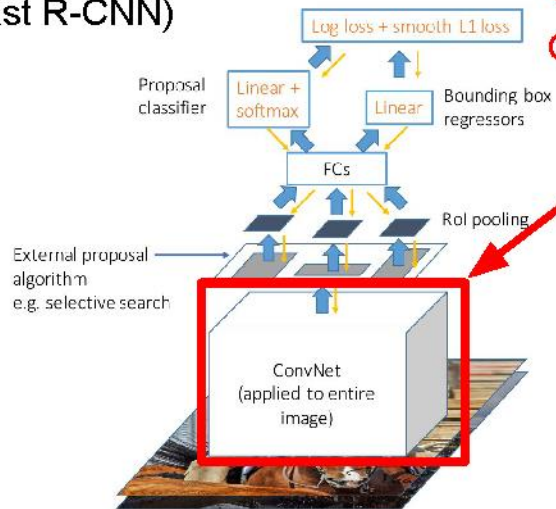 st R-CNN)
Log loss + smooth L1 loss
Proposal
classifier
Linear +
softmax
Linear
Bounding box
regressors
FCs
RoI pooling
External proposal
algorithm
e.g. selective search
ConvNet
(applied to entire
image)